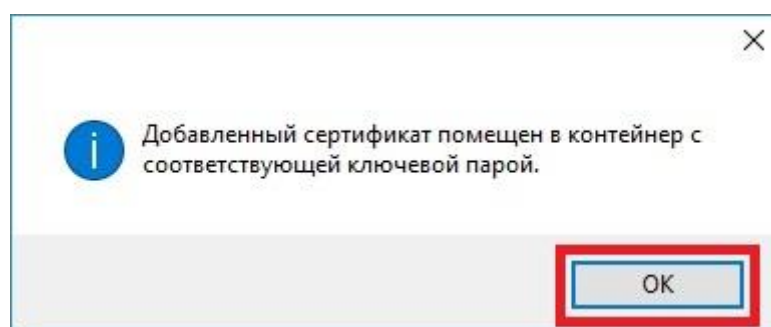 Добавленный сертификат помещен в контейнер с
соответствующей ключевой парой.
OK